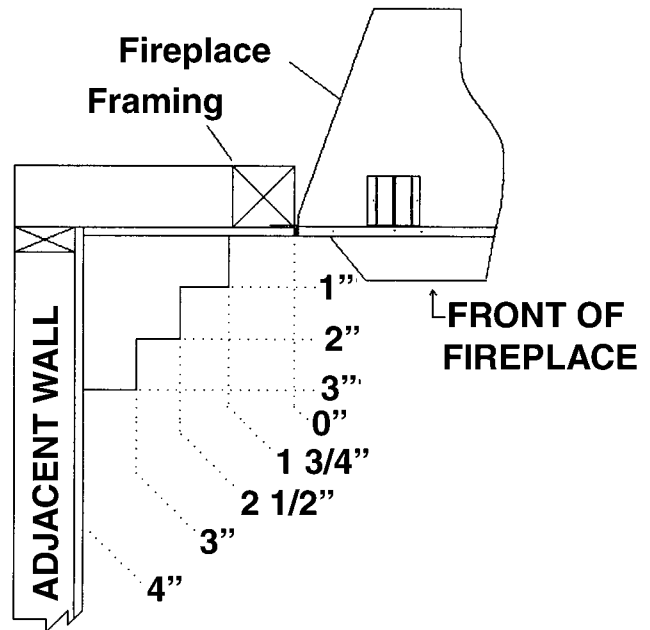 Fireplace
Framing
1”
2”
3”
0”
1 3/4”
2 1/2”
3”
4”
FRONT OF
FIREPLACE
ADJACENT WALL